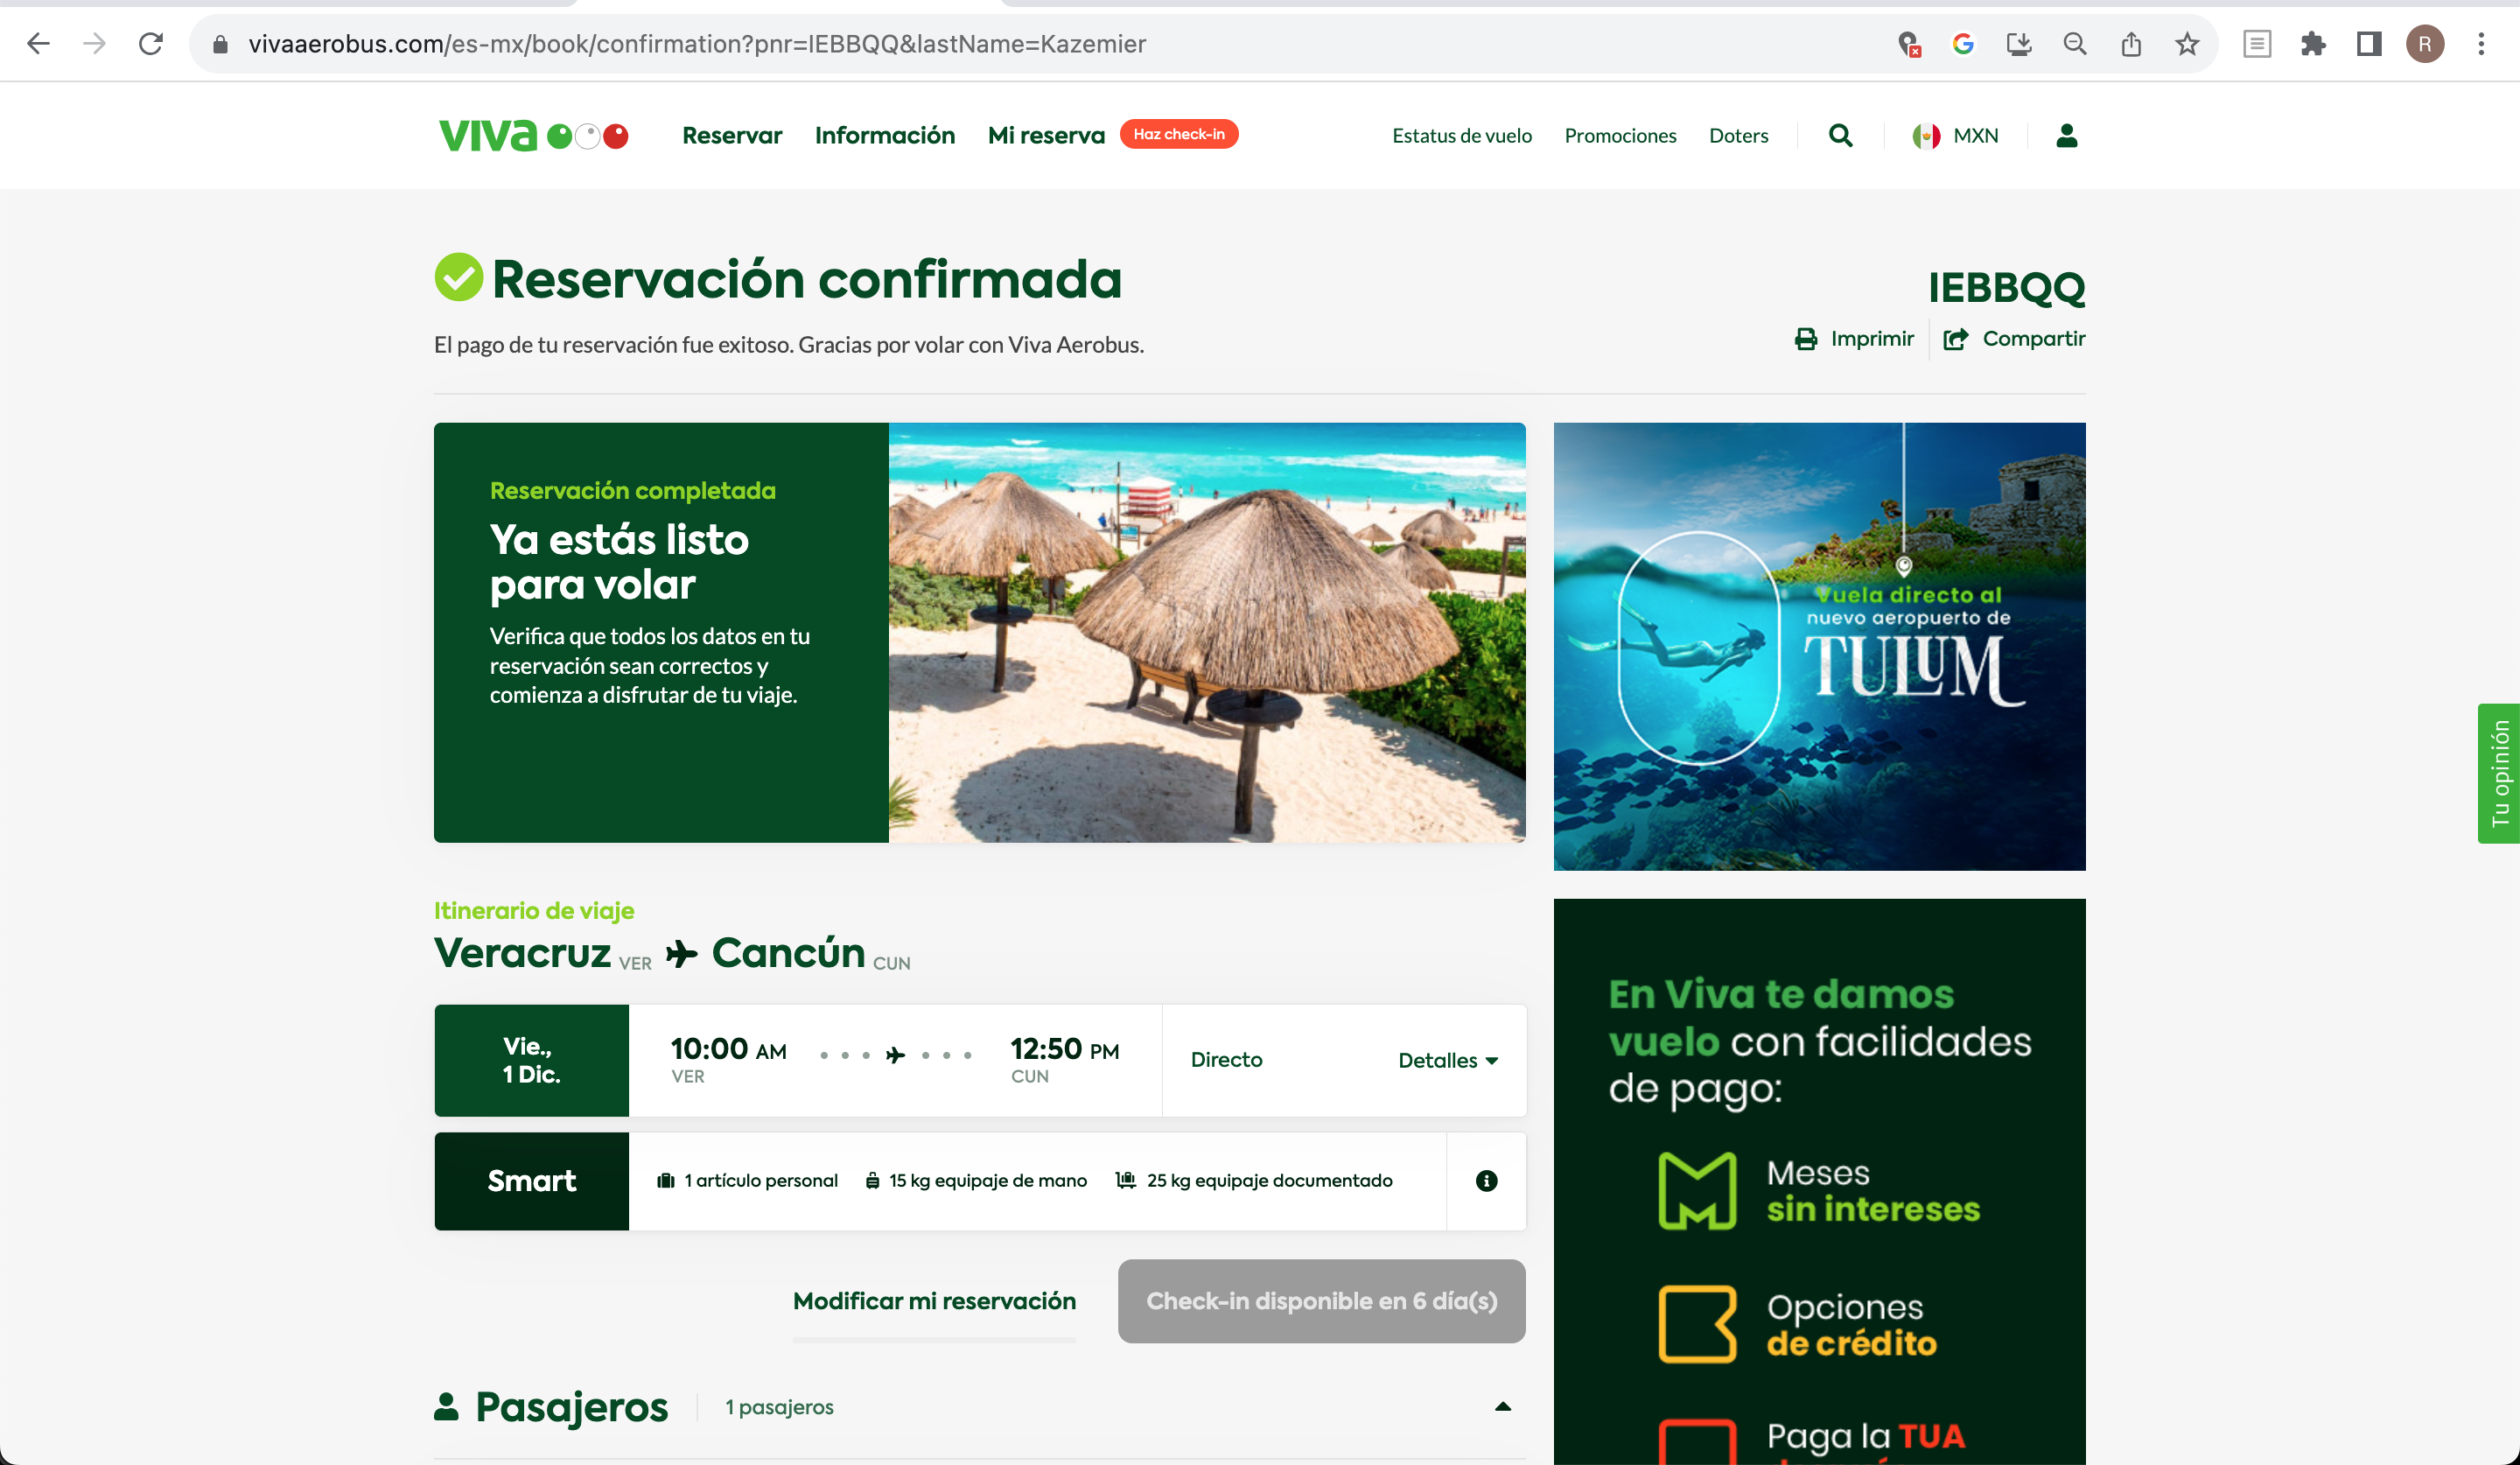 vivaaerobus.com/es-mx/book/confirmation?pnr=IEBBQQ&lastName=Kazemier
R
viva
Reservar
Información
Mi reserva
Haz check-in
Estatus de vuelo
Promociones
Doters
MXN
Reservación confirmada
El pago de tu reservación fue exitoso. Gracias por volar con Viva Aerobus.
IEBBQQ
Imprimir
Compartir
Reservación completada
Ya estás listo
para volar
Verifica que todos los datos en tu
reservación sean correctos y
comienza a disfrutar de tu viaje.
Vuela directo al
nuevo aeropuerto de
TULUM
Tu opinión
Itinerario de viaje
Veracruz VER Cancún CUN
Vie.,
1 Dic.
10:00 AM
VER
12:50 PM
CUN
Directo
Detalles
Smart
1 artículo personal
15 kg equipaje de mano
25 kg equipaje documentado
Modificar mi reservación
Check-in disponible en 6 día(s)
Pasajeros
1 pasajeros
En Viva te damos
vuelo con facilidades
de pago:
Meses
sin intereses
Opciones
de crédito
Paga la TUA